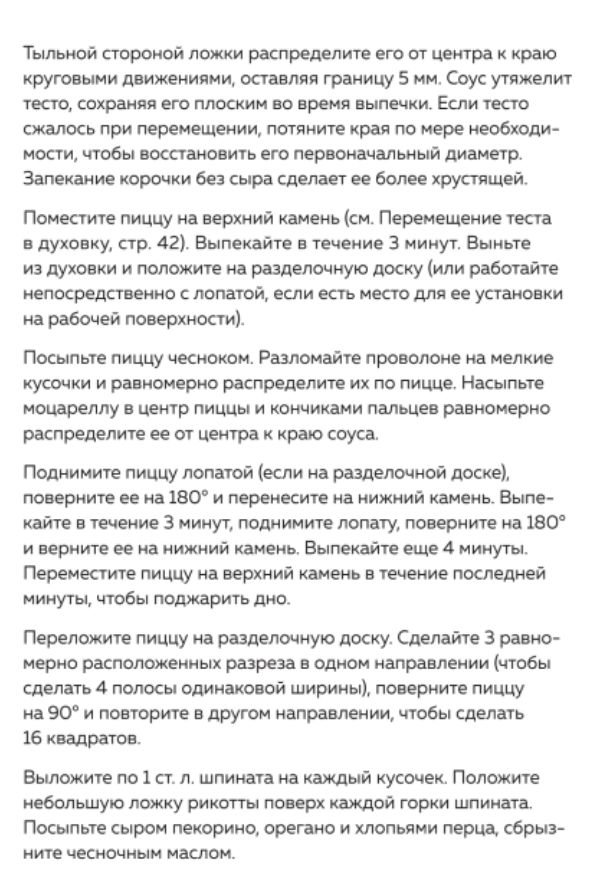 Тыльной стороной ложки распределите его от центра к краю
круговыми движениями, оставляя границу 5 мм. Соус утяжелит
тесто, сохраняя его плоским во время выпечки. Если тесто
сжалось при перемещении, потяните края по мере необходи-
мости, чтобы восстановить его первоначальный диаметр.
Запекание корочки без сыра сделает ее более хрустящей.
Поместите пиццу на верхний камень (см. Перемещение теста
в духовку, стр. 42). Выпекайте в течение 3 минут. Выньте
из духовки и положите на разделочную доску (или работайте
непосредственно с лопатой, если есть место для ее установки
на рабочей поверхности).
Посыпьте пиццу чесноком. Разломайте проволоне на мелкие
кусочки и равномерно распределите их по пицце. Насыпьте
моцареллу в центр пиццы и кончиками пальцев равномерно
распределите ее от центра к краю соуса.
Поднимите пиццу лопатой (если на разделочной доске),
поверните ее на 180° и перенесите на нижний камень. Выпе-
кайте в течение 3 минут, поднимите лопату, поверните на 180°
и верните ее на нижний камень. Выпекайте еще 4 минуты.
Переместите пиццу на верхний камень в течение последней
минуты, чтобы поджарить дно.
Переложите пиццу на разделочную доску. Сделайте 3 равно-
мерно расположенных разреза в одном направлении (чтобы
сделать 4 полосы одинаковой ширины), поверните пиццу
на 90° и повторите в другом направлении, чтобы сделать
16 квадратов.
Выложите по 1 ст. л. шпината на каждый кусочек. Положите
небольшую ложку рикотты поверх каждой горки шпината.
Посыпьте сыром пекорино, орегано и хлопьями перца, сбрыз-
ните чесночным маслом.